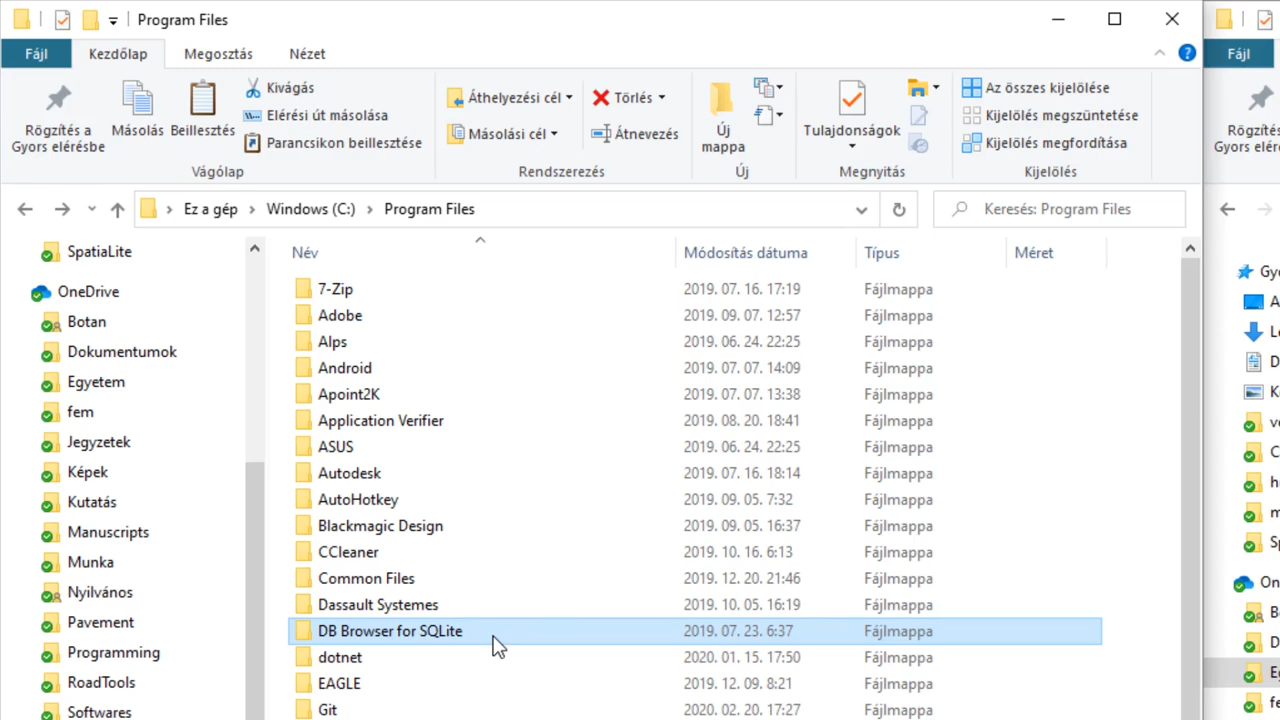 Program Files
Fájl
Kezdőlap
Megosztás
Nézet
Rögzítés a
Gyors elérésbe
Másolás
Beillesztés
Kivágás
Elérési út másolása
Parancsikon beillesztése
Vágólap
Áthelyezési cél
Másolási cél
Törlés
Átnevezés
Rendszerezés
Új
mappa
Új
Tulajdonságok
Megnyitás
Az összes kijelölése
Kijelölés megszüntetése
Kijelölés megfordítása
Kijelölés
Ez a gép
Windows (C:)
Program Files
Keresés: Program Files
SpatiaLite
OneDrive
Botan
Dokumentumok
Egyetem
fem
Jegyzetek
Képek
Kutatás
Manuscripts
Munka
Nyilvános
Pavement
Programming
RoadTools
Softwares
Név Módosítás dátuma Típus Méret
7-Zip 2019. 07. 16. 17:19 Fájlmappa
Adobe 2019. 09. 07. 12:57 Fájlmappa
Alps 2019. 06. 24. 22:25 Fájlmappa
Android 2019. 07. 07. 14:09 Fájlmappa
Apoint2K 2019. 07. 07. 13:38 Fájlmappa
Application Verifier 2019. 08. 20. 18:41 Fájlmappa
ASUS 2019. 06. 24. 22:25 Fájlmappa
Autodesk 2019. 07. 16. 18:14 Fájlmappa
AutoHotkey 2019. 09. 05. 7:32 Fájlmappa
Blackmagic Design 2019. 09. 05. 16:37 Fájlmappa
CCleaner 2019. 10. 16. 6:13 Fájlmappa
Common Files 2019. 12. 20. 21:46 Fájlmappa
Dassault Systemes 2019. 10. 05. 16:19 Fájlmappa
DB Browser for SQLite 2019. 07. 23. 6:37 Fájlmappa
dotnet 2020. 01. 15. 17:50 Fájlmappa
EAGLE 2019. 12. 09. 8:21 Fájlmappa
Git 2020. 02. 20. 17:27 Fájlmappa
Fájl
Gyors elérésbe